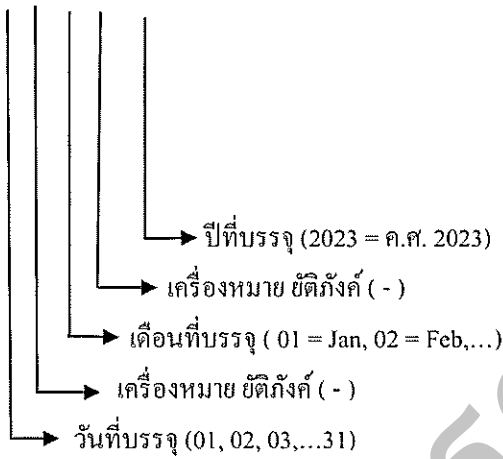 ปีที่บรรจุ (2023 = ค.ศ. 2023)
เครื่องหมาย ยัติภังค์ ( - )
เดือนที่บรรจุ ( 01 = Jan, 02 = Feb,...)
เครื่องหมาย ยัติภังค์ ( - )
วันที่บรรจุ (01, 02, 03,...31)